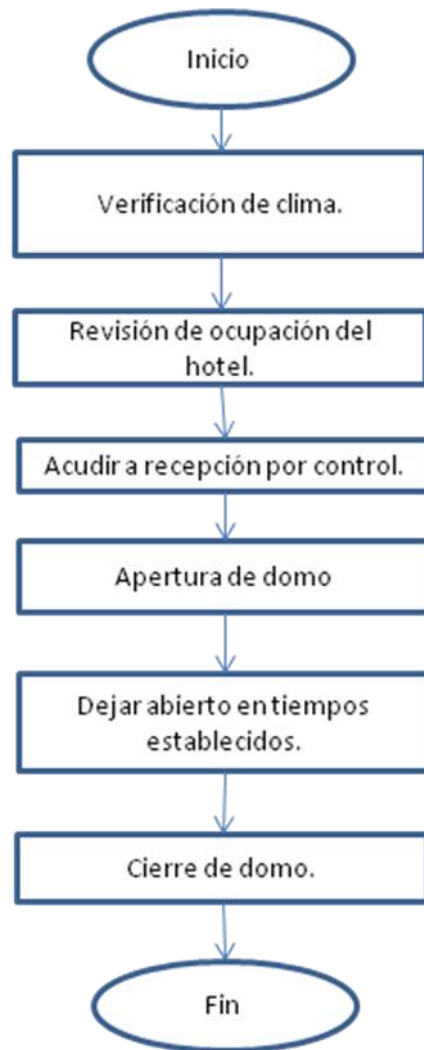 Inicio
Verificación de clima.
Revisión de ocupación del
hotel.
Acudir a recepción por control.
Apertura de domo
Dejar abierto en tiempos
establecidos.
Cierre de domo.
Fin